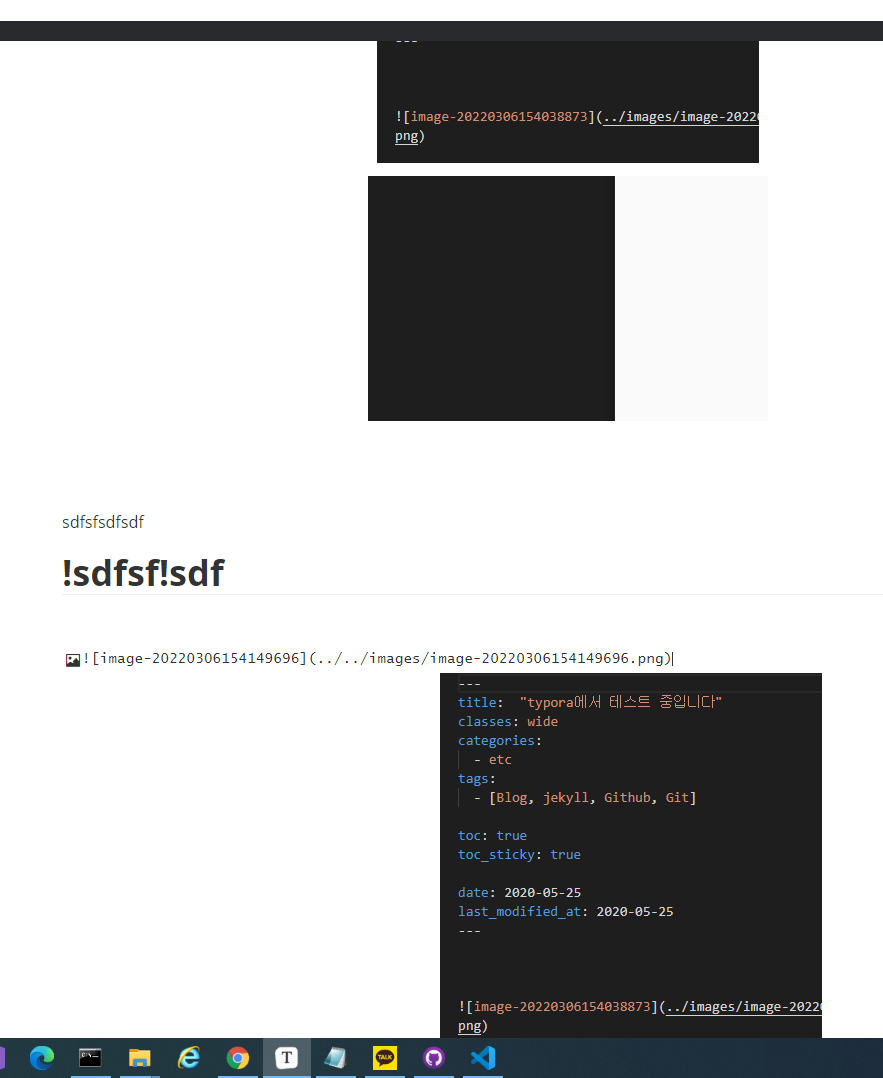 ---
![image-20220306154038873](../images/image-2022
png)
sdfsfsdfsdf
!sdfsf!sdf
![image-20220306154149696](../../images/image-20220306154149696.png)
---
title:  "typora에서 테스트 중입니다"
classes: wide
categories:
- etc
tags:
- [Blog, jekyll, Github, Git]
toc: true
toc_sticky: true
date: 2020-05-25
last_modified_at: 2020-05-25
---
![image-20220306154038873](../images/image-2022
png)
T
TALK